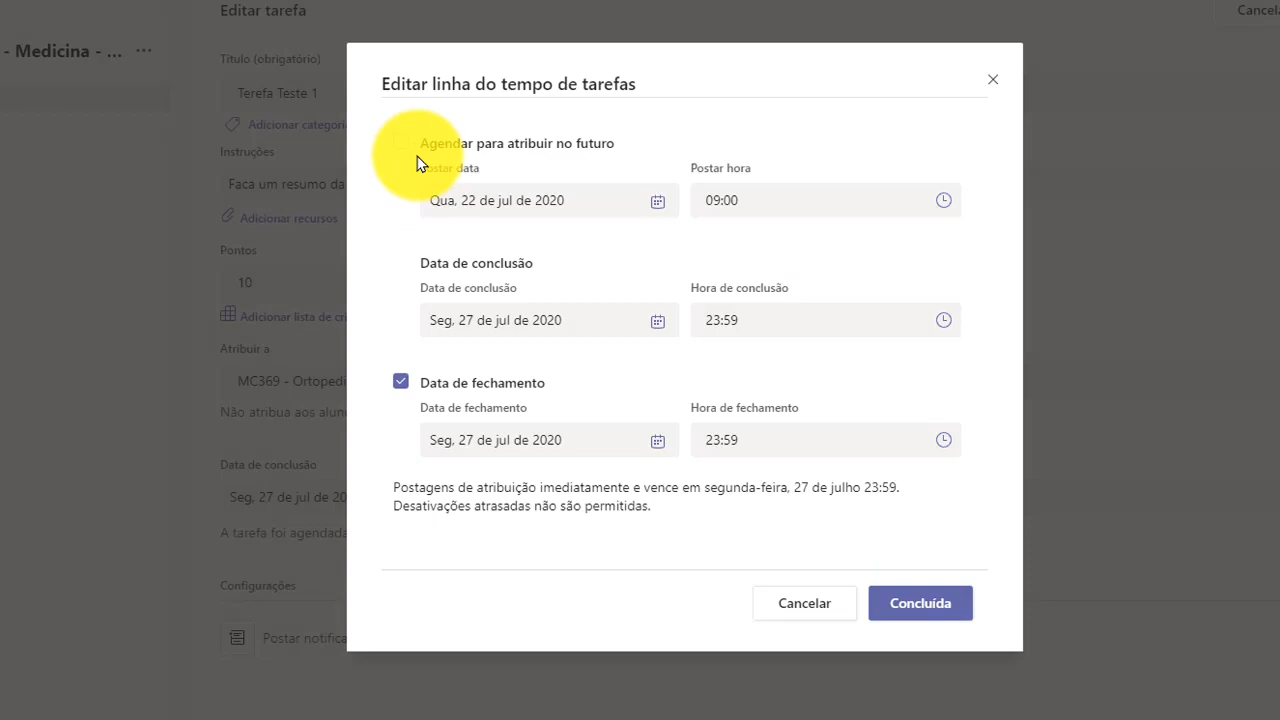 Editar tarefa
Cancela
- Medicina - ... ...
Título (obrigatório)
Terefa Teste 1
Adicionar categori
Instruções
Faca um resumo da
Adicionar recursos
Pontos
10
Adicionar lista de cri
Atribuir a
MC369 - Ortopedi
Não atribua aos alun
Data de conclusão
Seg, 27 de jul de 20
A tarefa foi agendada
Configurações
Postar notifica
Editar linha do tempo de tarefas
Agendar para atribuir no futuro
Postar data
Postar hora
Qua, 22 de jul de 2020
09:00
Data de conclusão
Data de conclusão
Hora de conclusão
Seg, 27 de jul de 2020
23:59
Data de fechamento
Data de fechamento
Hora de fechamento
Seg, 27 de jul de 2020
23:59
Postagens de atribuição imediatamente e vence em segunda-feira, 27 de julho 23:59.
Desativações atrasadas não são permitidas.
Cancelar
Concluída